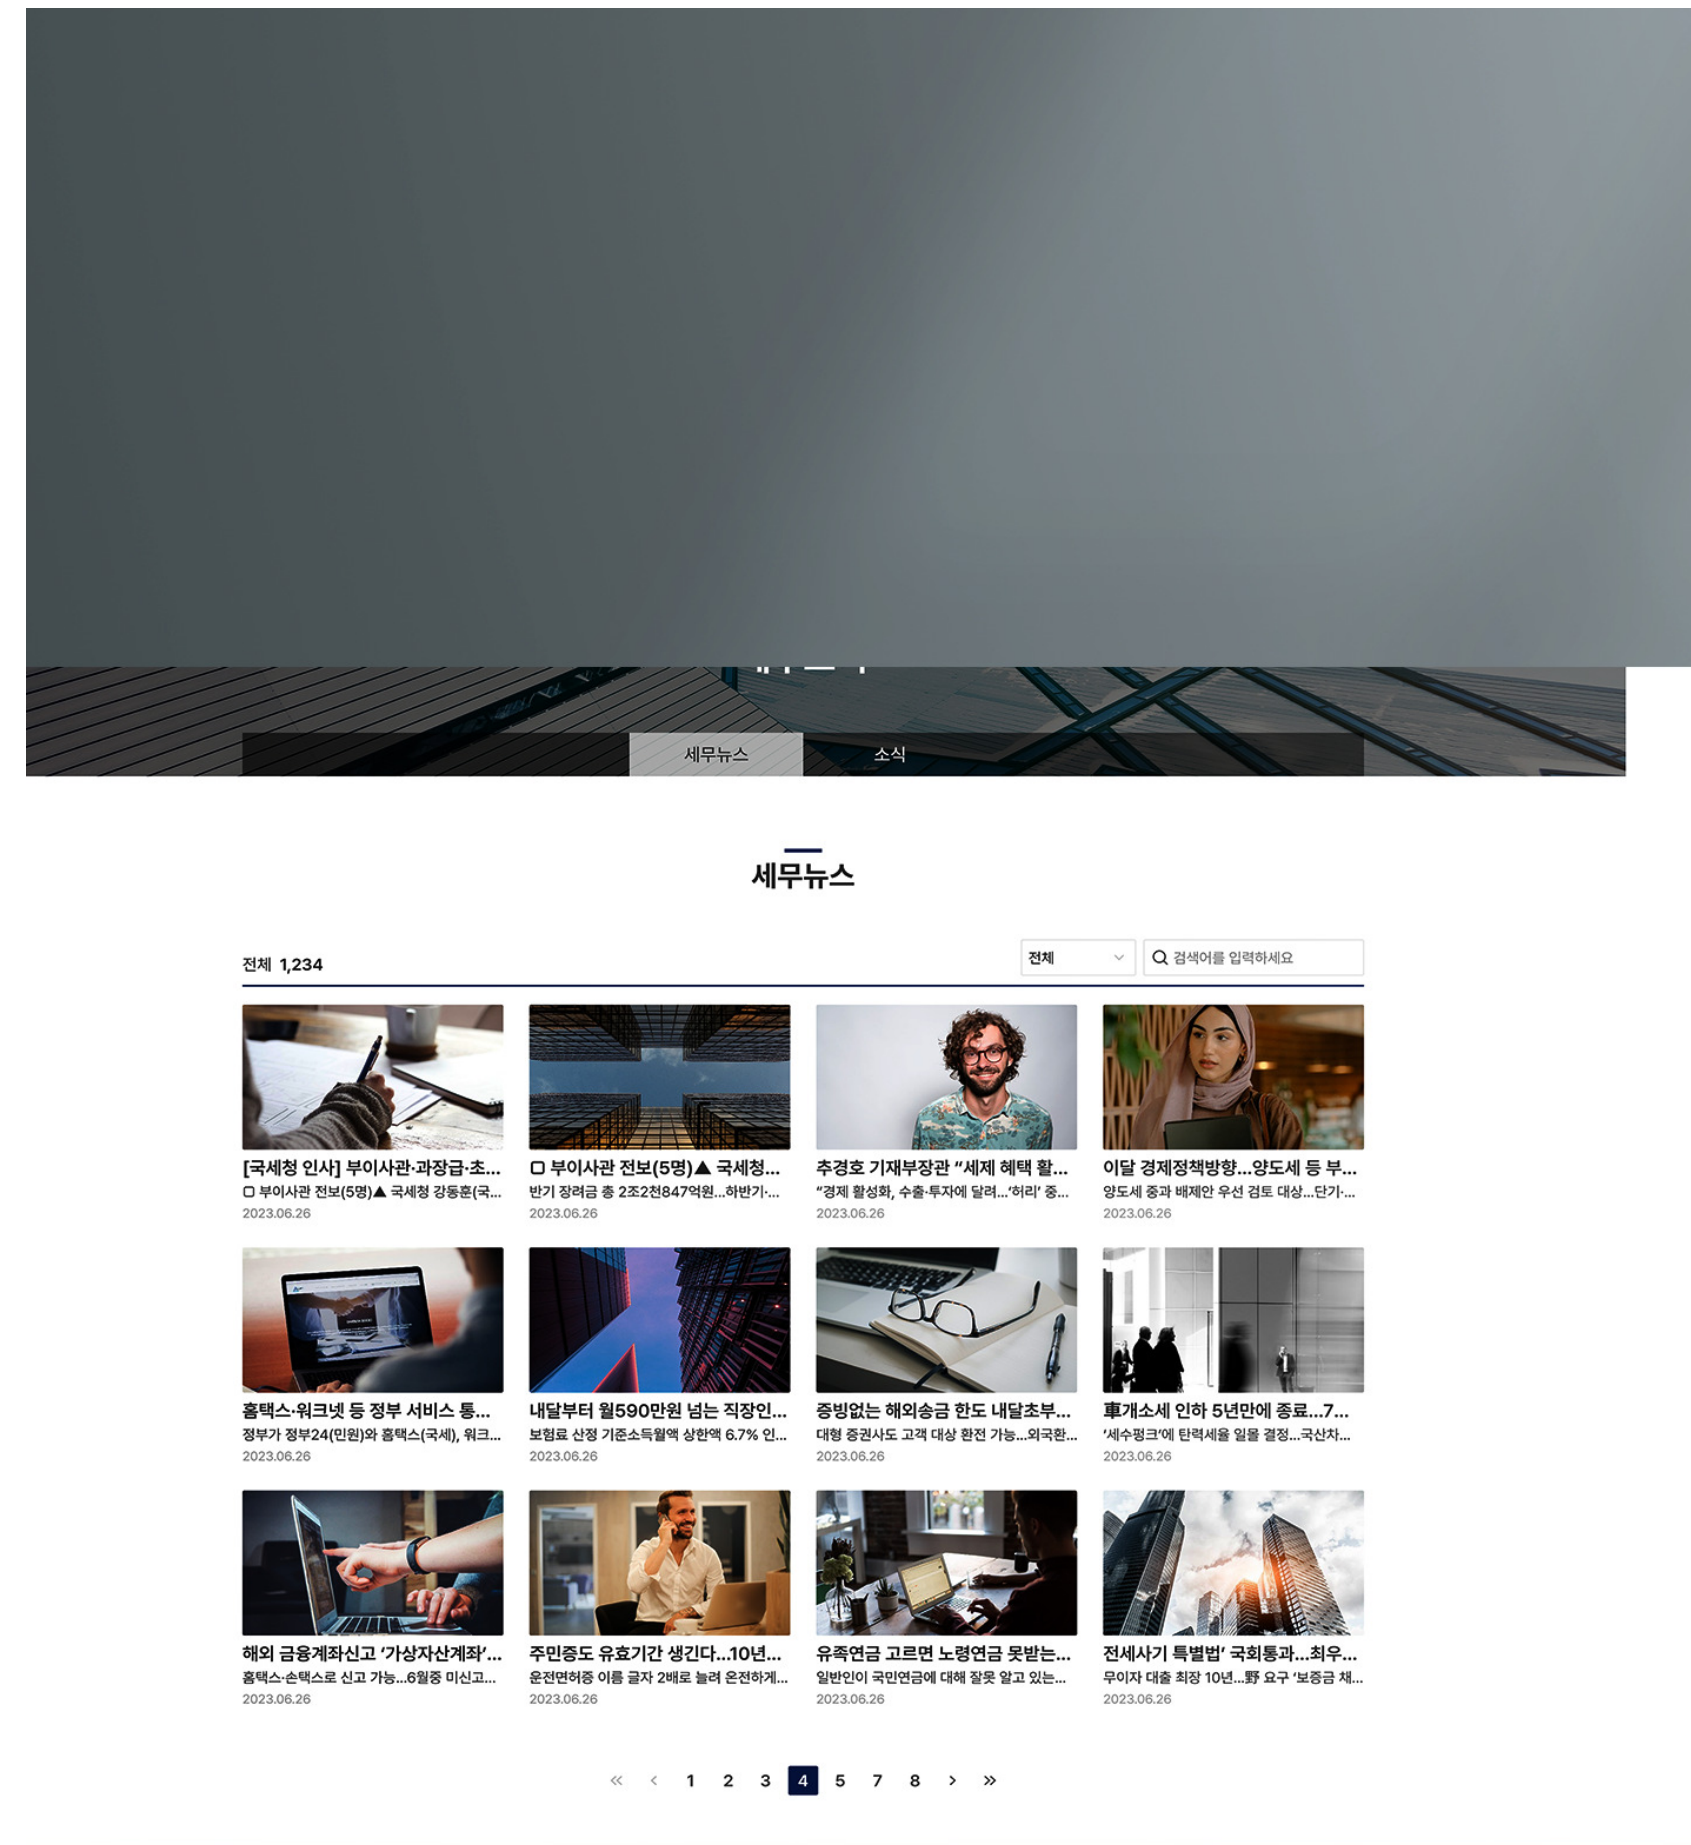 세무뉴스
소식
세무뉴스
전체 1,234
전체
검색어를 입력하세요
[국세청 인사] 부이사관·과장급·초...
▢ 부이사관 전보(5명)▲ 국세청 강동훈(국...
2023.06.26
▢ 부이사관 전보(5명)▲ 국세청...
반기 장려금 총 2조2천847억원...하반기·...
2023.06.26
추경호 기재부장관 “세제 혜택 활...
“경제 활성화, 수출·투자에 달려...‘허리’ 중...
2023.06.26
이달 경제정책방향...양도세 등 부...
양도세 중과 배제안 우선 검토 대상...단기·...
2023.06.26
홈택스·워크넷 등 정부 서비스 통...
정부가 정부24(민원)와 홈택스(국세), 워크...
2023.06.26
내달부터 월590만원 넘는 직장인...
보험료 산정 기준소득월액 상한액 6.7% 인...
2023.06.26
증빙없는 해외송금 한도 내달초부...
대형 증권사도 고객 대상 환전 가능...외국환...
2023.06.26
車개소세 인하 5년만에 종료...7...
‘세수펑크’에 탄력세율 일몰 결정...국산차...
2023.06.26
해외 금융계좌신고 ‘가상자산계좌’...
홈택스·손택스로 신고 가능...6월중 미신고...
2023.06.26
주민증도 유효기간 생긴다...10년...
운전면허증 이름 글자 2배로 늘려 온전하게...
2023.06.26
유족연금 고르면 노령연금 못받는...
일반인이 국민연금에 대해 잘못 알고 있는...
2023.06.26
전세사기 특별법’ 국회통과...최우...
무이자 대출 최장 10년...野 요구 ‘보증금 채...
2023.06.26
« < 1 2 3 4 5 7 8 > »